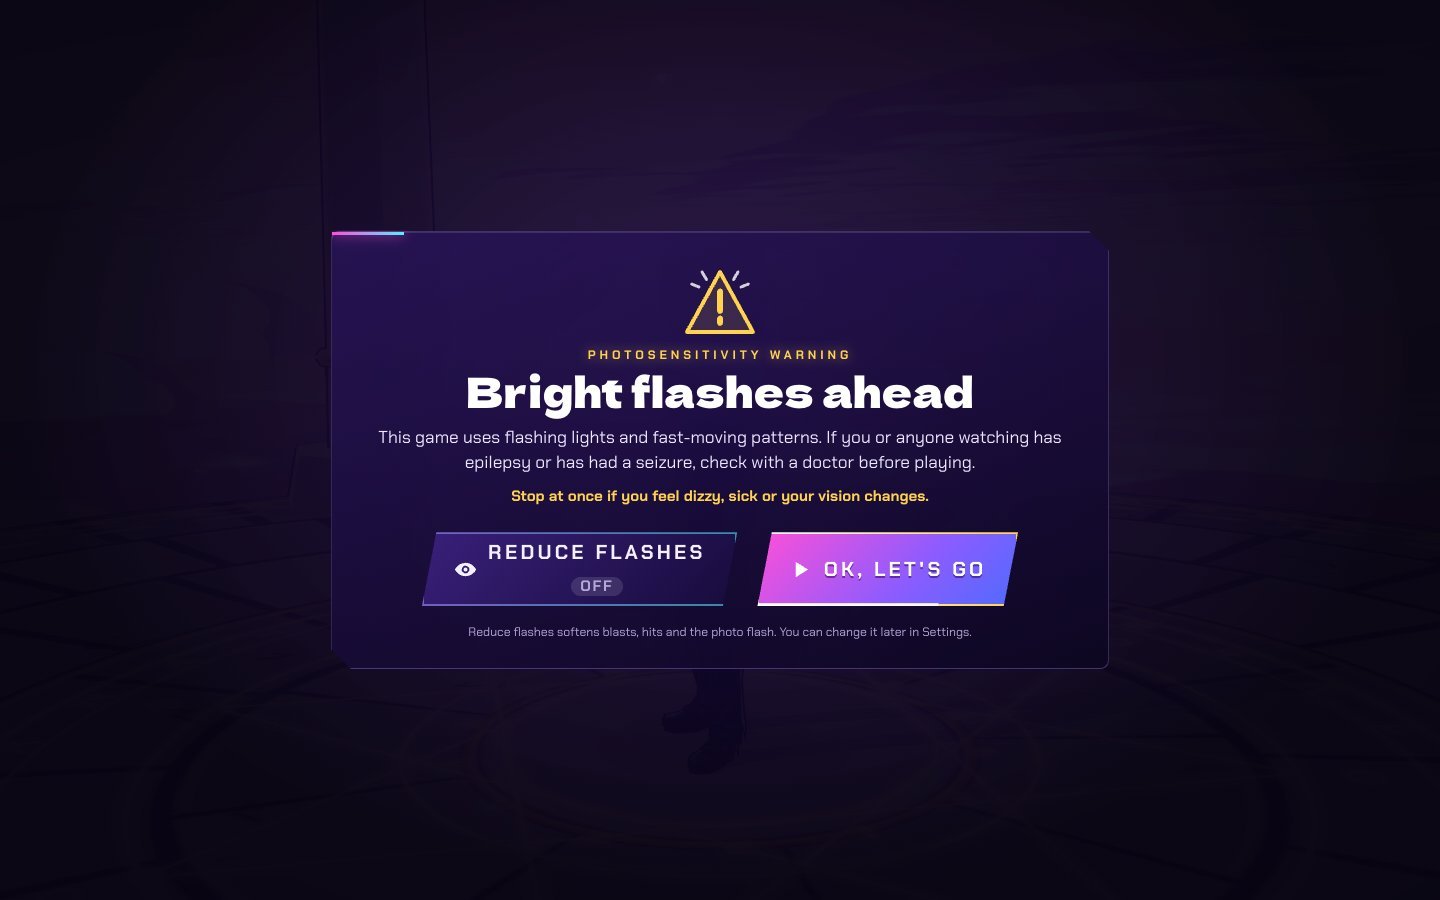 PHOTOSENSITIVITY WARNING
Bright flashes ahead
This game uses flashing lights and fast-moving patterns. If you or anyone watching has
epilepsy or has had a seizure, check with a doctor before playing.
Stop at once if you feel dizzy, sick or your vision changes.
REDUCE FLASHES
OFF
OK, LET'S GO
Reduce flashes softens blasts, hits and the photo flash. You can change it later in Settings.